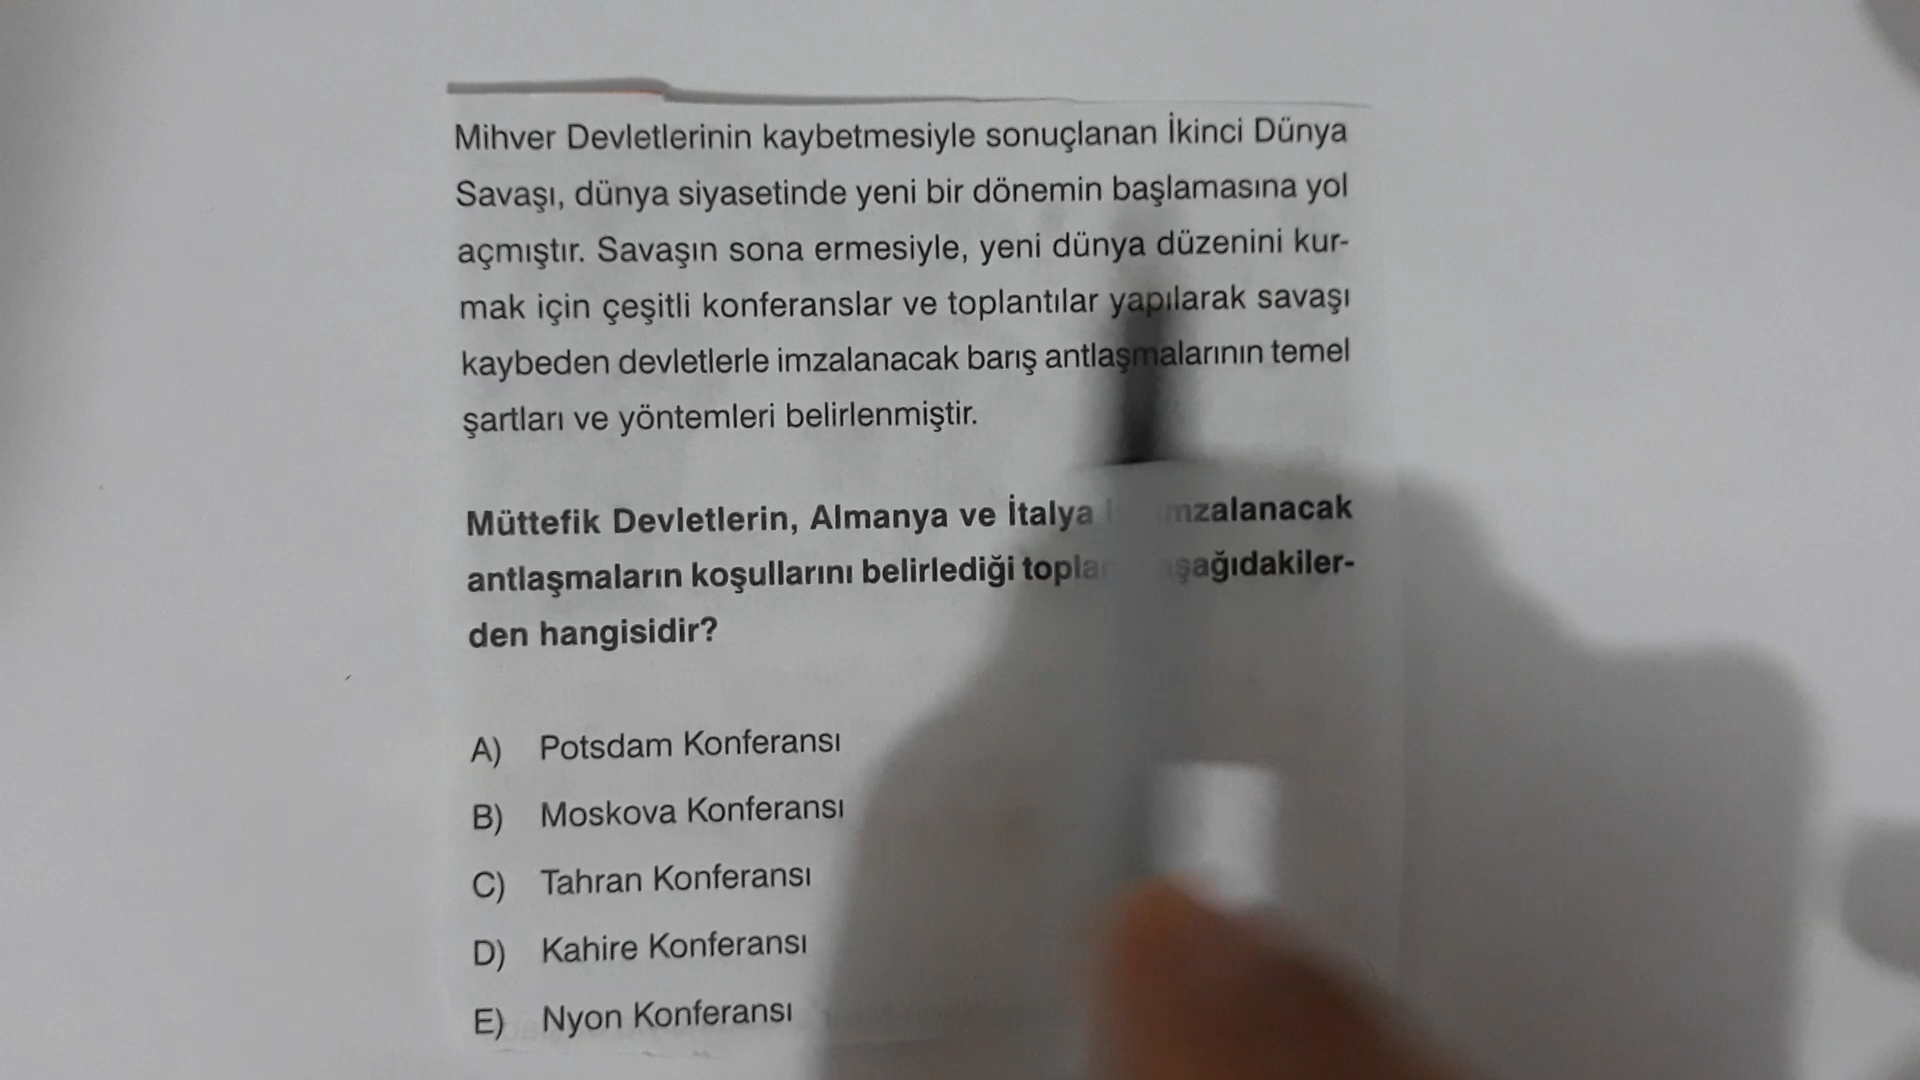 Mihver Devletlerinin kaybetmesiyle sonuçlanan İkinci Dünya
Savaşı, dünya siyasetinde yeni bir dönemin başlamasına yol
açmıştır. Savaşın sona ermesiyle, yeni dünya düzenini kur-
mak için çeşitli konferanslar ve toplantılar yapılarak savaşı
kaybeden devletlerle imzalanacak barış antlaşmalarının temel
şartları ve yöntemleri belirlenmiştir.
Müttefik Devletlerin, Almanya ve İtalya
antlaşmaların koşullarını belirlediği
den hangisidir?
A) Potsdam Konferansı
B) Moskova Konferansı
C) Tahran Konferansı
D) Kahire Konferansı
E) Nyon Konferansı